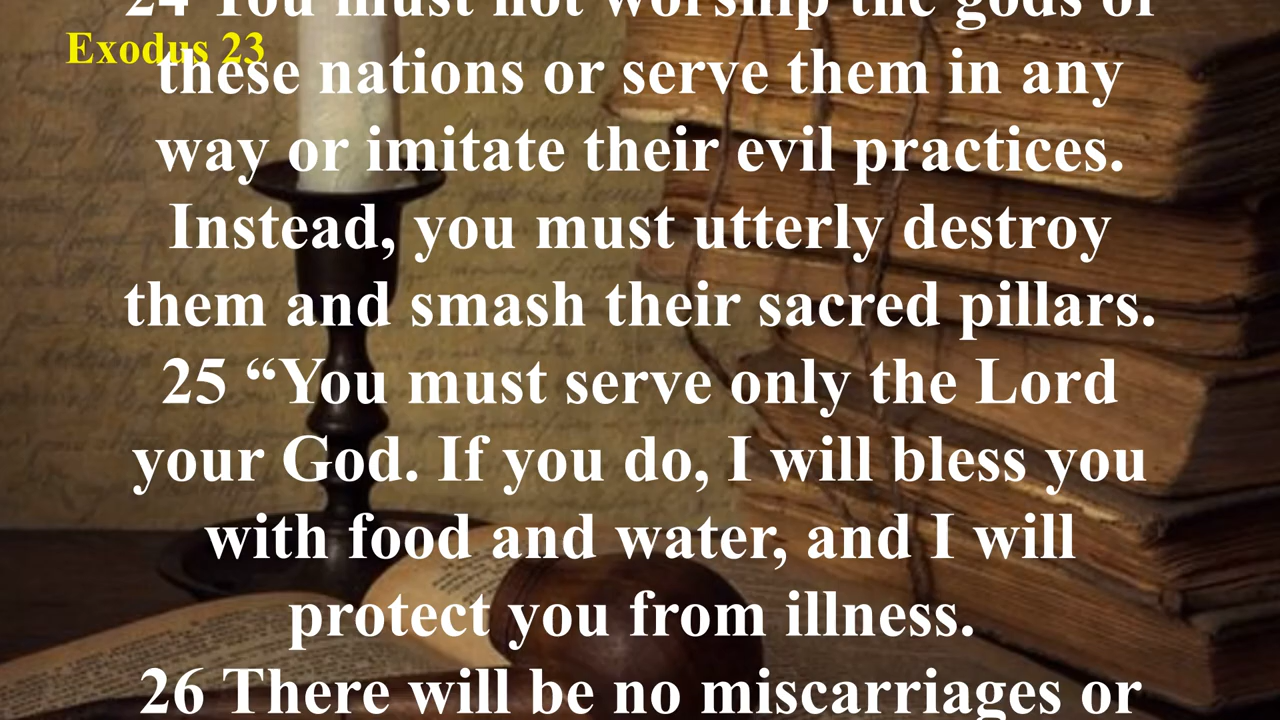 24 You must not worship the gods of
Exodus 23
these nations or serve them in any
way or imitate their evil practices.
Instead, you must utterly destroy
them and smash their sacred pillars.
25 “You must serve only the Lord
your God. If you do, I will bless you
with food and water, and I will
protect you from illness.
26 There will be no miscarriages or